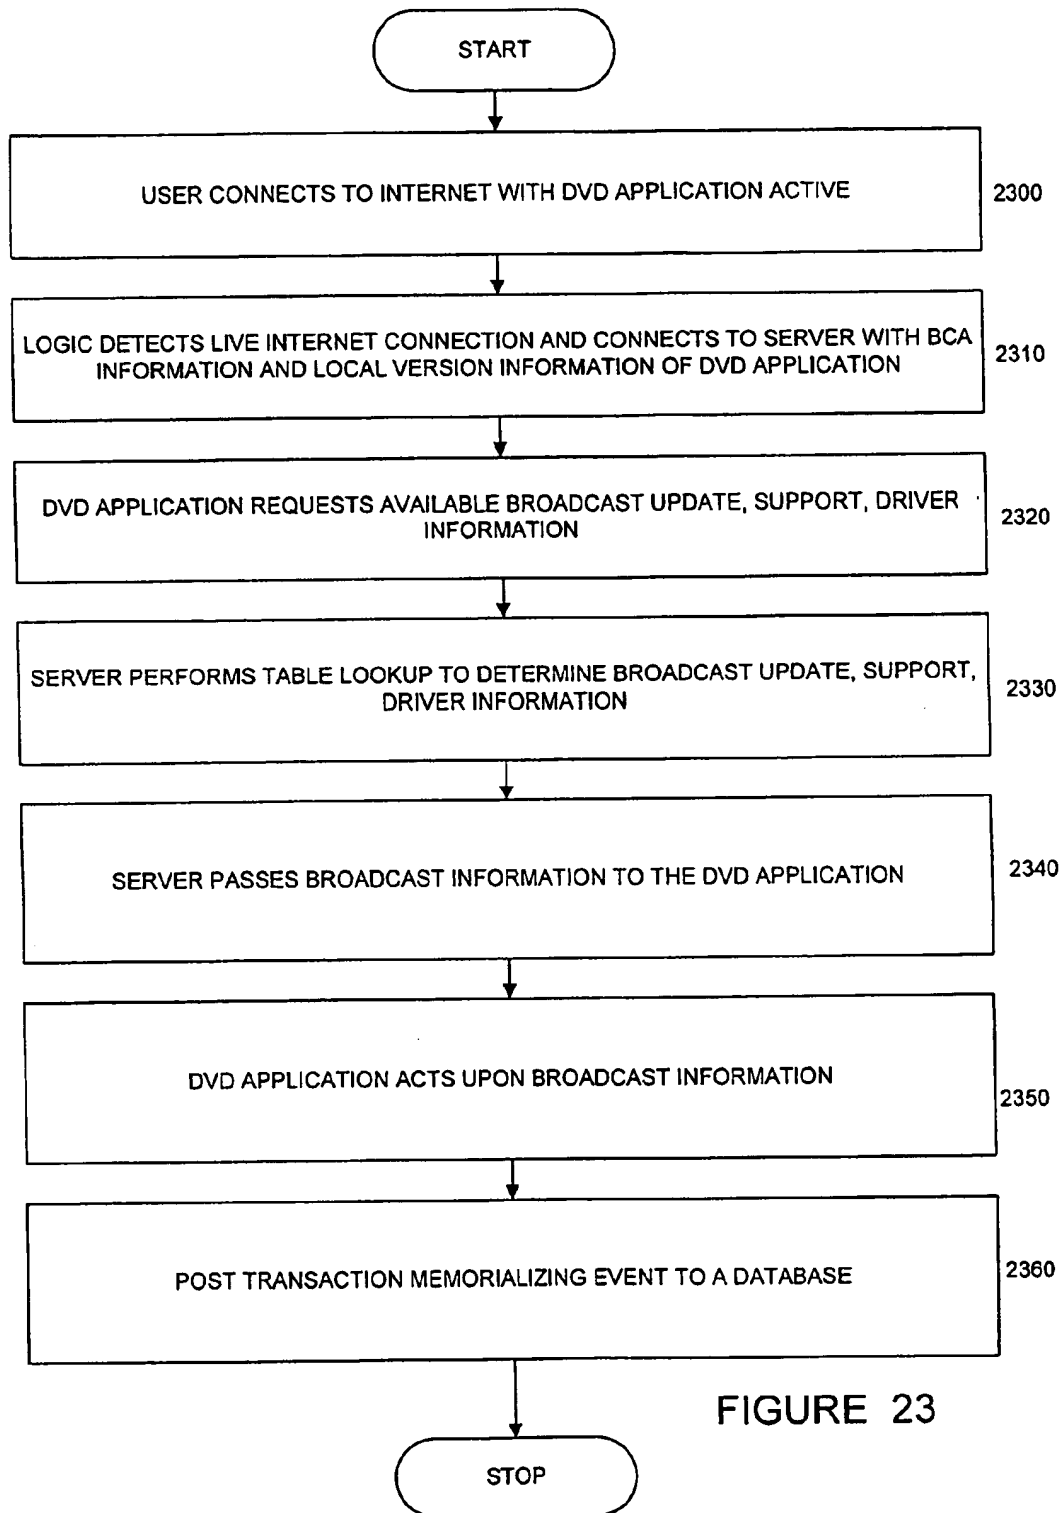 START
USER CONNECTS TO INTERNET WITH DVD APPLICATION ACTIVE
2300
LOGIC DETECTS LIVE INTERNET CONNECTION AND CONNECTS TO SERVER WITH BCA
INFORMATION AND LOCAL VERSION INFORMATION OF DVD APPLICATION
2310
DVD APPLICATION REQUESTS AVAILABLE BROADCAST UPDATE, SUPPORT, DRIVER
INFORMATION
2320
SERVER PERFORMS TABLE LOOKUP TO DETERMINE BROADCAST UPDATE, SUPPORT,
DRIVER INFORMATION
2330
SERVER PASSES BROADCAST INFORMATION TO THE DVD APPLICATION
2340
DVD APPLICATION ACTS UPON BROADCAST INFORMATION
2350
POST TRANSACTION MEMORIALIZING EVENT TO A DATABASE
2360
FIGURE 23
STOP